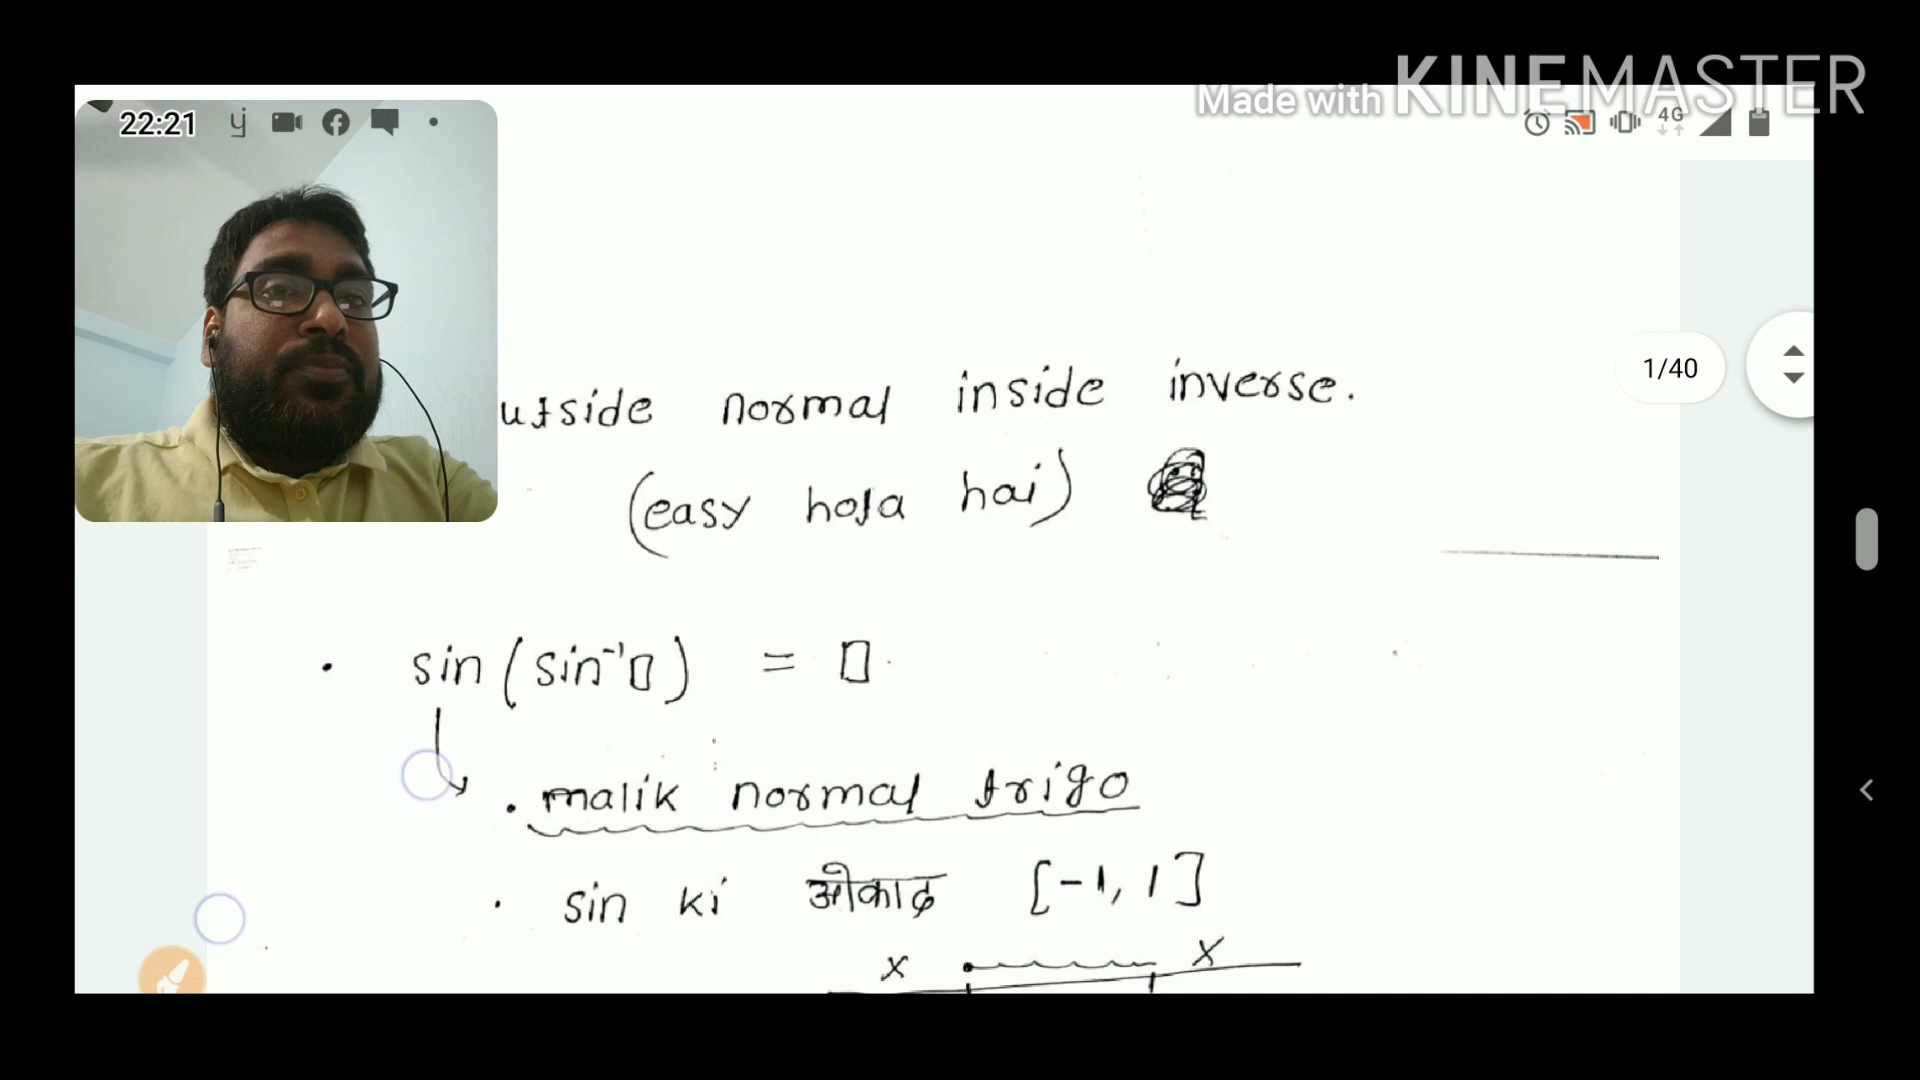 Made with KINEMASTER
22:21
4G
1/40
utside normal inside inverse.
(easy hota hai)
• sin (sin⁻¹▯) = ▯.
• malik normal trigo
• sin ki औकाद [-1, 1]
x x